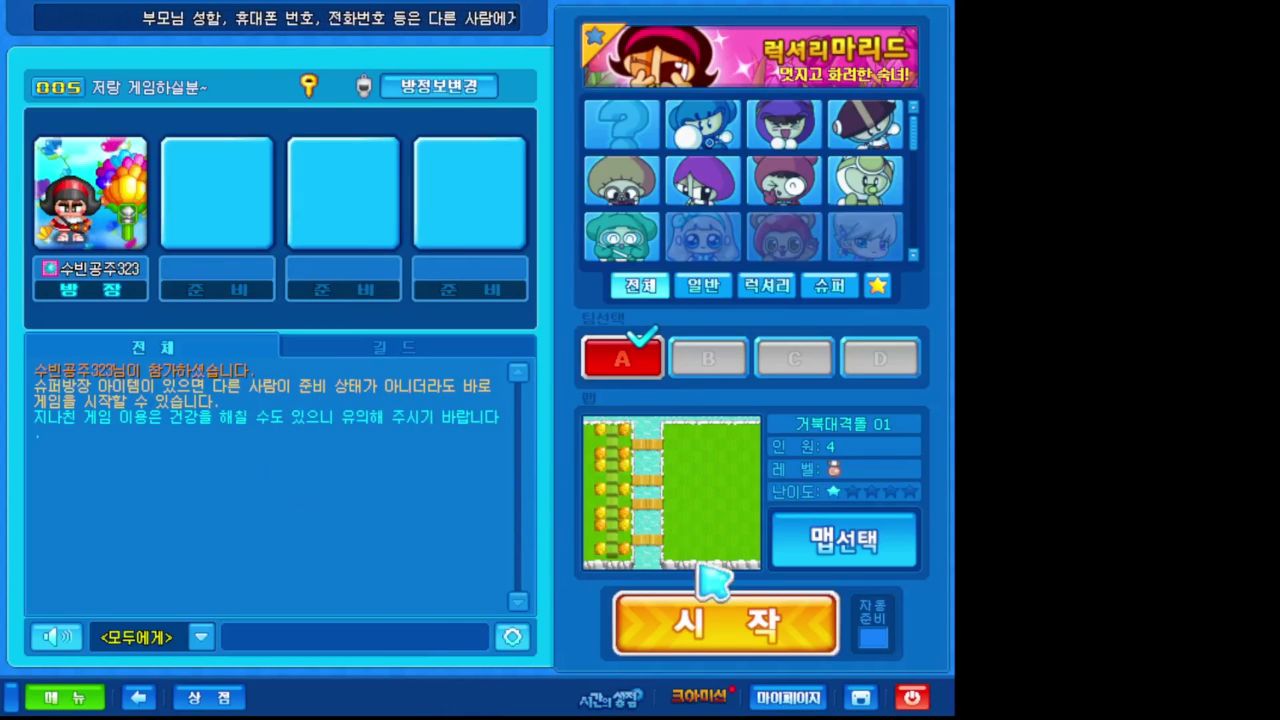 부모님 성함, 휴대폰 번호, 전화번호 등은 다른 사람에게
005 저랑 게임하실분~
방정보변경
럭셔리마리드
멋지고 화려한 숙녀!
수빈공주323
방 장
준 비
준 비
준 비
전체
일반
럭셔리
슈퍼
팀선택
A
B
C
D
전 체
길 드
수빈공주323님이 참가하셨습니다.
슈퍼방장 아이템이 있으면 다른 사람이 준비 상태가 아니더라도 바로
게임을 시작할 수 있습니다.
지나친 게임 이용은 건강을 해칠 수도 있으니 유의해 주시기 바랍니다
.
맵
거북대격돌 01
인 원: 4
레 벨:
난이도:
맵선택
시 작
자동
준비
<모두에게>
메 뉴
상 점
시간의상점
크아미션
마이페이지